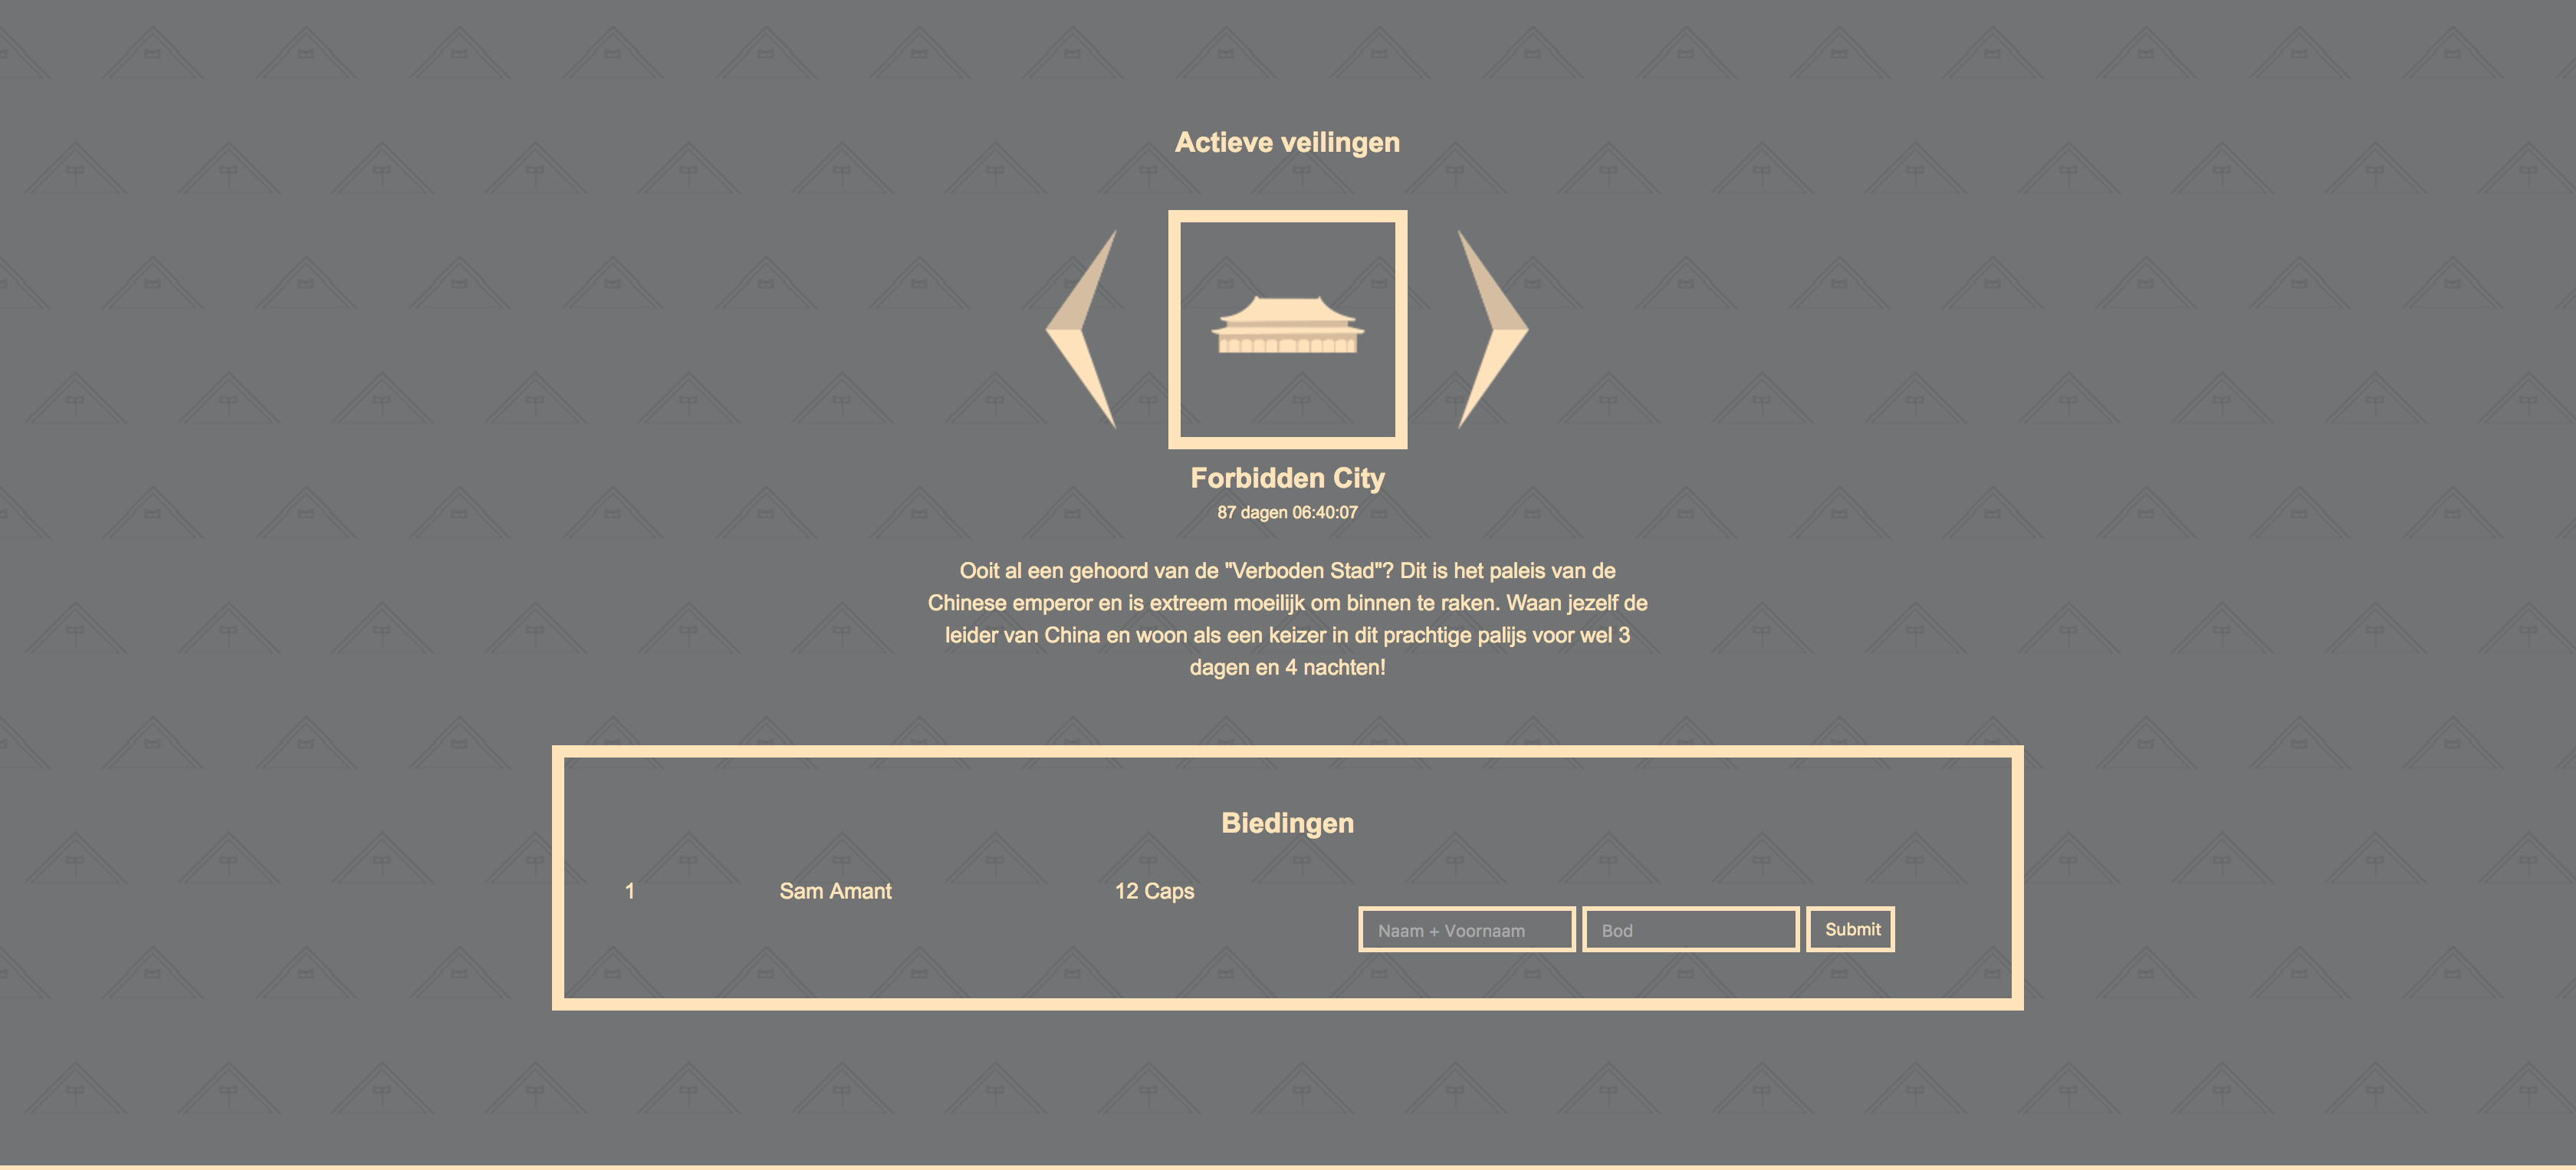 Actieve veilingen
Forbidden City
87 dagen 06:40:07
Ooit al een gehoord van de "Verboden Stad"? Dit is het paleis van de
Chinese emperor en is extreem moeilijk om binnen te raken. Waan jezelf de
leider van China en woon als een keizer in dit prachtige palijs voor wel 3
dagen en 4 nachten!
Biedingen
1 Sam Amant 12 Caps
Naam + Voornaam Bod Submit